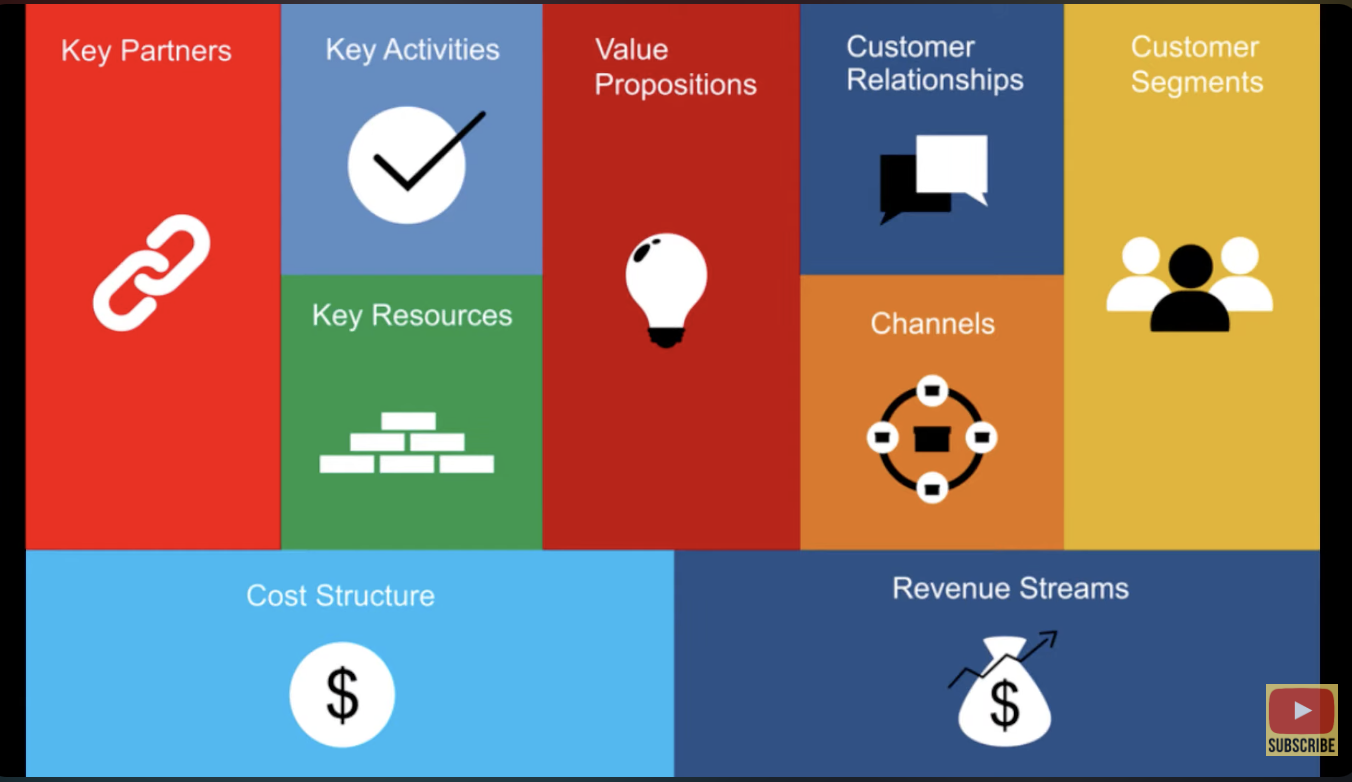 Key Partners
Key Activities
Value
Propositions
Customer
Relationships
Customer
Segments
Key Resources
Channels
Cost Structure
$
Revenue Streams
$
SUBSCRIBE